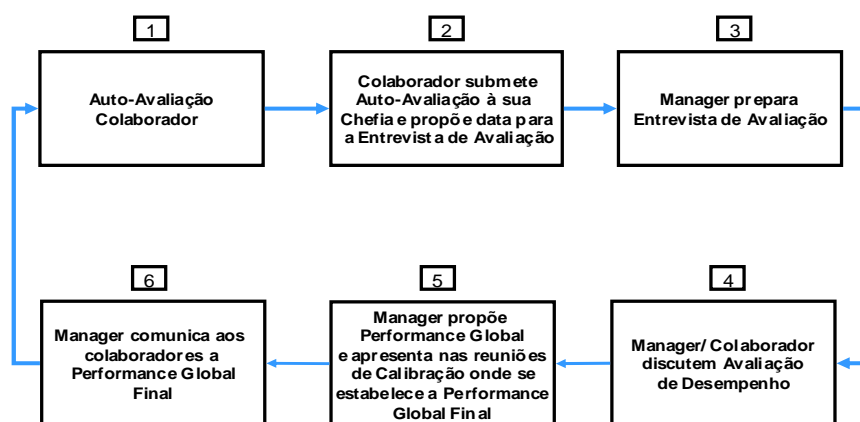 1
Auto-Avaliação
Colaborador
2
Colaborador submete
Auto-Avaliação à sua
Chefia e propõe data para
a Entrevista de Avaliação
3
Manager prepara
Entrevista de Avaliação
4
Manager/ Colaborador
discutem Avaliação
de Desempenho
5
Manager propõe
Performance Global
e apresenta nas reuniões
de Calibração onde se
estabelece a Performance
Global Final
6
Manager comunica aos
colaboradores a
Performance Global
Final